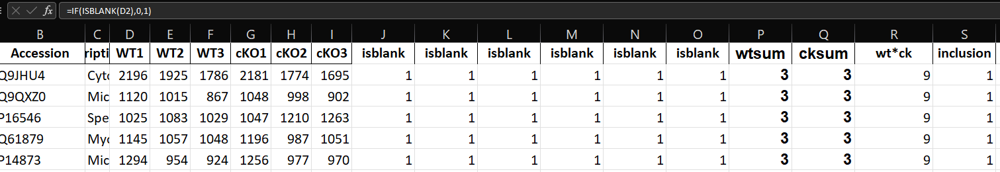 fx =IF(ISBLANK(D2),0,1)
B C D E F G H I J K L M N O P Q R S
Accession ripti WT1 WT2 WT3 cKO1 cKO2 cKO3 isblank isblank isblank isblank isblank isblank wtsum cksum wt*ck inclusion
Q9JHU4 Cyto 2196 1925 1786 2181 1774 1695 1 1 1 1 1 1 3 3 9 1
Q9QXZ0 Mic 1120 1015 867 1048 998 902 1 1 1 1 1 1 3 3 9 1
P16546 Spe 1025 1083 1029 1047 1210 1263 1 1 1 1 1 1 3 3 9 1
Q61879 Myo 1145 1057 1048 1196 987 1051 1 1 1 1 1 1 3 3 9 1
P14873 Mic 1294 954 924 1256 977 970 1 1 1 1 1 1 3 3 9 1